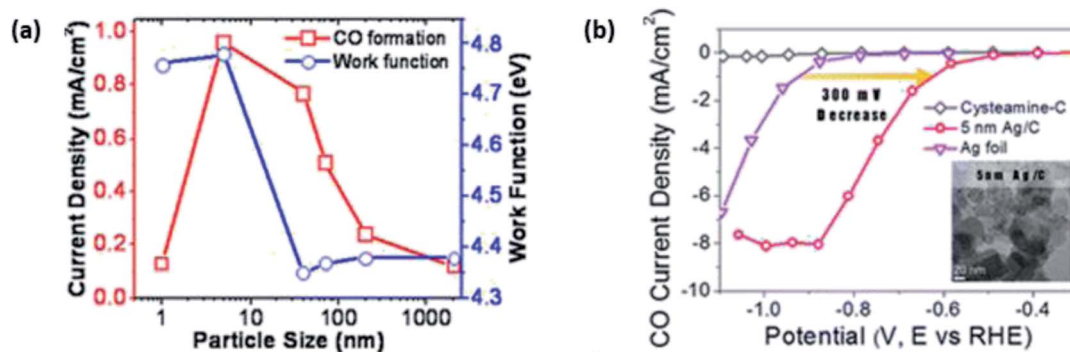 (a)
Current Density (mA/cm²)
1.0
0.8
0.6
0.4
0.2
0.0
CO formation
Work function
4.8
4.7
4.6
4.5
4.4
4.3
Work Function (eV)
1 10 100 1000
Particle Size (nm)
(b)
CO Current Density (mA/cm²)
0
-2
-4
-6
-8
-10
300 mV
Decrease
Cysteamine-C
5 nm Ag/C
Ag foil
5nm Ag/C
20 nm
-1.0 -0.8 -0.6 -0.4
Potential (V, E vs RHE)